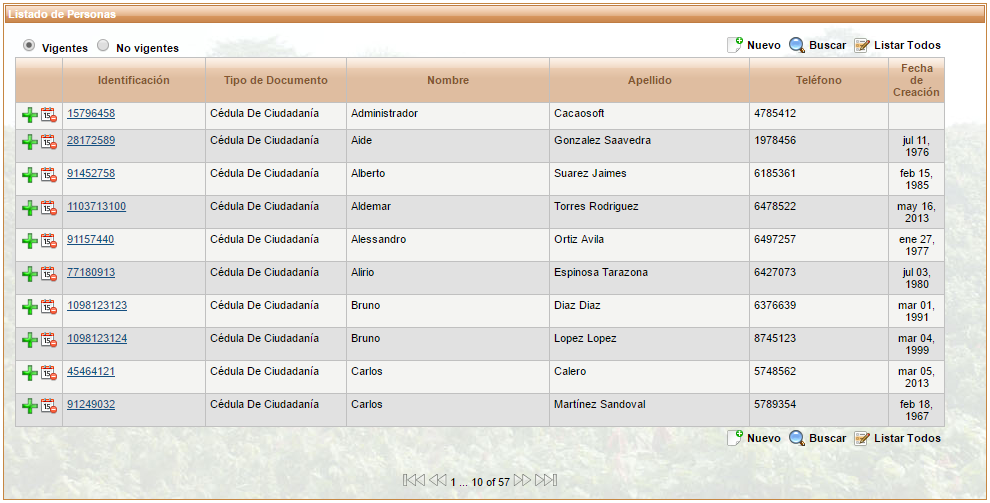 Listado de Personas
Vigentes No vigentes Nuevo Buscar Listar Todos
Identificación Tipo de Documento Nombre Apellido Teléfono Fecha de Creación
15796458 Cédula De Ciudadanía Administrador Cacaosoft 4785412
28172589 Cédula De Ciudadanía Aide Gonzalez Saavedra 1978456 jul 11, 1976
91452758 Cédula De Ciudadanía Alberto Suarez Jaimes 6185361 feb 15, 1985
1103713100 Cédula De Ciudadanía Aldemar Torres Rodriguez 6478522 may 16, 2013
91157440 Cédula De Ciudadanía Alessandro Ortiz Avila 6497257 ene 27, 1977
77180913 Cédula De Ciudadanía Alirio Espinosa Tarazona 6427073 jul 03, 1980
1098123123 Cédula De Ciudadanía Bruno Diaz Diaz 6376639 mar 01, 1991
1098123124 Cédula De Ciudadanía Bruno Lopez Lopez 8745123 mar 04, 1999
45464121 Cédula De Ciudadanía Carlos Calero 5748562 mar 05, 2013
91249032 Cédula De Ciudadanía Carlos Martínez Sandoval 5789354 feb 18, 1967
Nuevo Buscar Listar Todos
1 ... 10 of 57